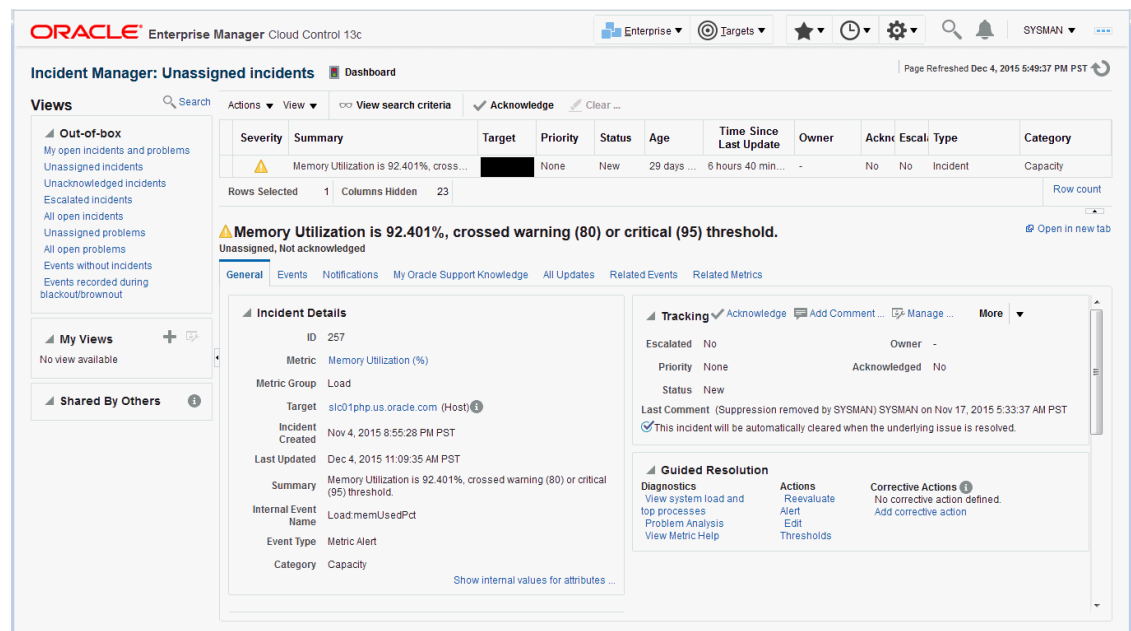 ORACLE Enterprise Manager Cloud Control 13c
Enterprise Targets SYSMAN
Incident Manager: Unassigned incidents Dashboard
Page Refreshed Dec 4, 2015 5:49:37 PM PST
Views Search
Out-of-box
My open incidents and problems
Unassigned incidents
Unacknowledged incidents
Escalated incidents
All open incidents
Unassigned problems
All open problems
Events without incidents
Events recorded during
blackout/brownout
My Views
No view available
Shared By Others
Actions View View search criteria Acknowledge Clear ...
Severity Summary Target Priority Status Age Time Since Last Update Owner Ackno Escala Type Category
Memory Utilization is 92.401%, cross... None New 29 days ... 6 hours 40 min... - No No Incident Capacity
Rows Selected 1 Columns Hidden 23
Row count
Memory Utilization is 92.401%, crossed warning (80) or critical (95) threshold.
Open in new tab
Unassigned, Not acknowledged
General Events Notifications My Oracle Support Knowledge All Updates Related Events Related Metrics
Incident Details
ID 257
Metric Memory Utilization (%)
Metric Group Load
Target slc01php.us.oracle.com (Host)
Incident Created Nov 4, 2015 8:55:28 PM PST
Last Updated Dec 4, 2015 11:09:35 AM PST
Summary Memory Utilization is 92.401%, crossed warning (80) or critical
(95) threshold.
Internal Event Name Load:memUsedPct
Event Type Metric Alert
Category Capacity
Show internal values for attributes ...
Tracking Acknowledge Add Comment ... Manage ... More
Escalated No Owner -
Priority None Acknowledged No
Status New
Last Comment (Suppression removed by SYSMAN) SYSMAN on Nov 17, 2015 5:33:37 AM PST
This incident will be automatically cleared when the underlying issue is resolved.
Guided Resolution
Diagnostics
View system load and
top processes
Problem Analysis
View Metric Help
Actions
Reevaluate
Alert
Edit
Thresholds
Corrective Actions
No corrective action defined.
Add corrective action